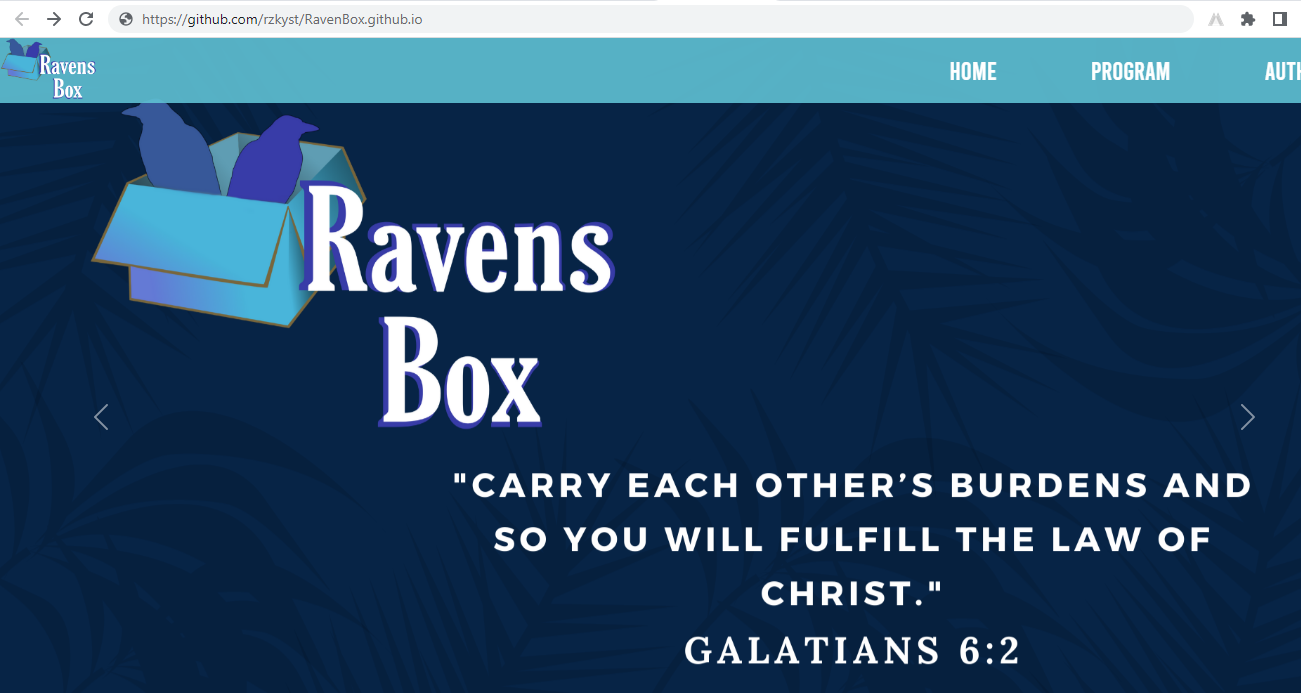 https://github.com/rzkyst/RavenBox.github.io
Ravens
Box
HOME PROGRAM AUTH
Ravens
Box
"CARRY EACH OTHER’S BURDENS AND
SO YOU WILL FULFILL THE LAW OF
CHRIST."
GALATIANS 6:2